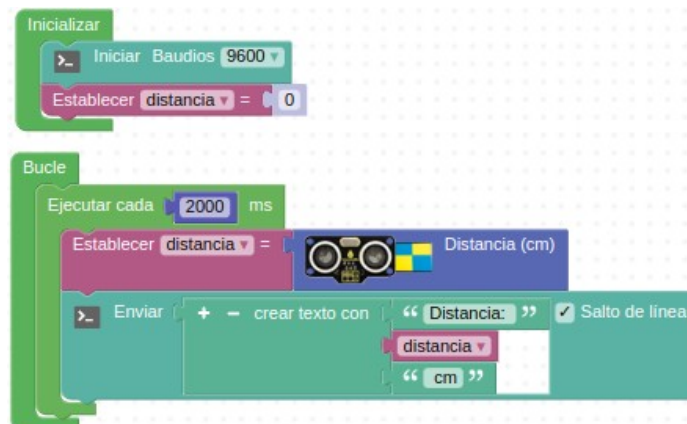 Inicializar
>_ Iniciar Baudios 9600
Establecer distancia = 0
Bucle
Ejecutar cada 2000 ms
Establecer distancia = Distancia (cm)
>_ Enviar + - crear texto con “ Distancia: ” Salto de línea
distancia
“ cm ”